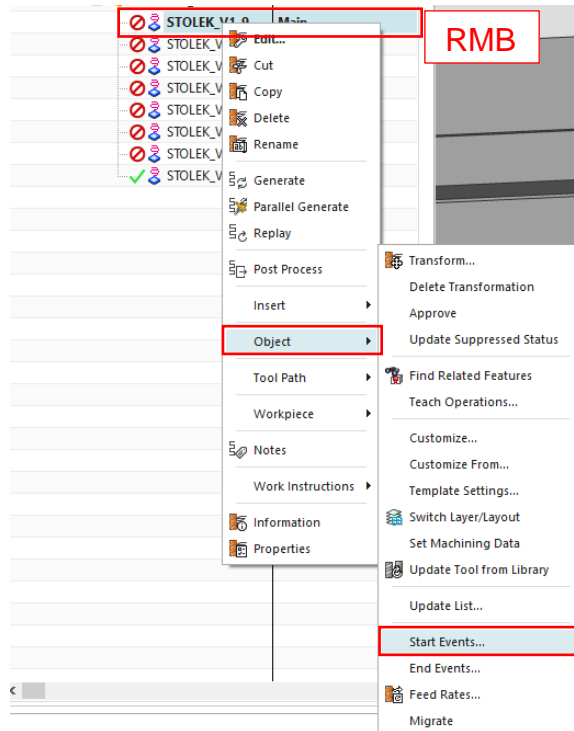 STOLEK_V1_9 Main
RMB
STOLEK_V
STOLEK_V
STOLEK_V
STOLEK_V
STOLEK_V
STOLEK_V
STOLEK_V
Edit...
Cut
Copy
Delete
Rename
Generate
Parallel Generate
Replay
Post Process
Insert
Object
Tool Path
Workpiece
Notes
Work Instructions
Information
Properties
Transform...
Delete Transformation
Approve
Update Suppressed Status
Find Related Features
Teach Operations...
Customize...
Customize From...
Template Settings...
Switch Layer/Layout
Set Machining Data
Update Tool from Library
Update List...
Start Events...
End Events...
Feed Rates...
Migrate